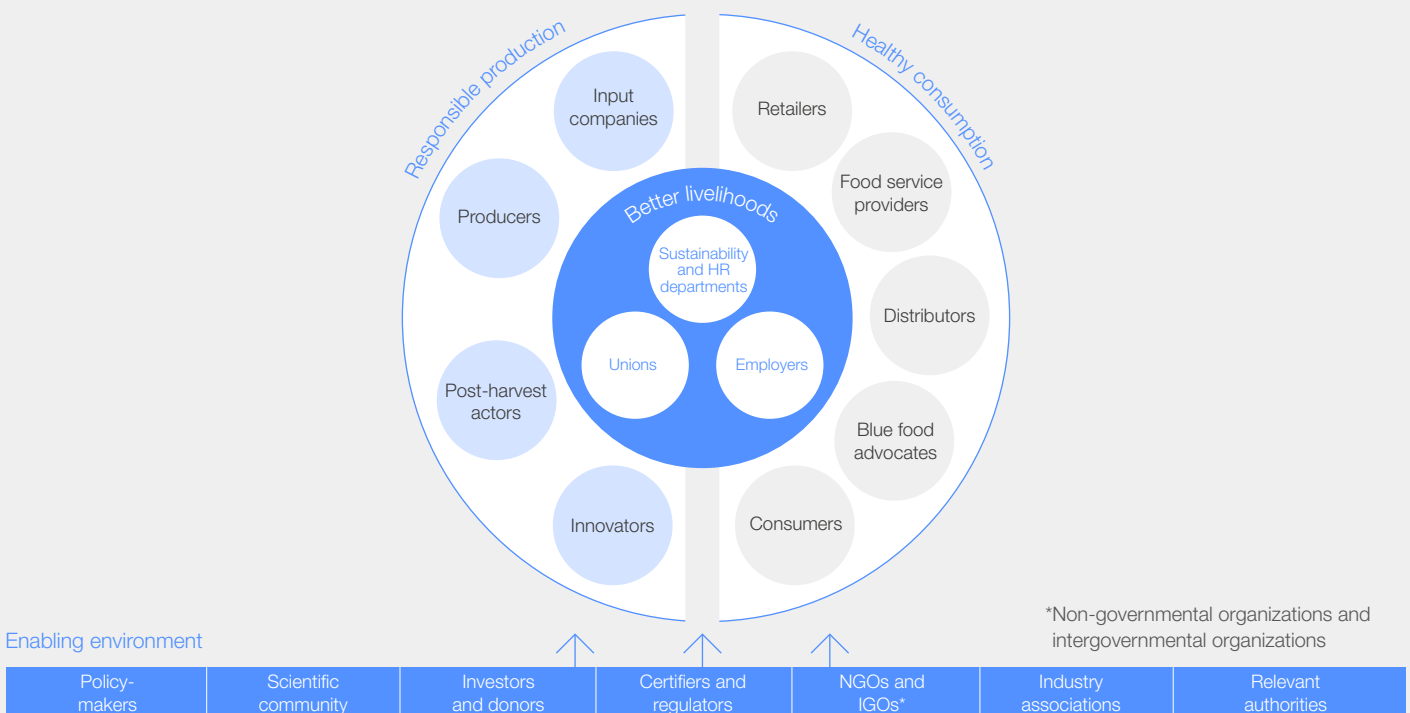 Responsible production
Healthy consumption
Input
companies
Producers
Post-harvest
actors
Innovators
Better livelihoods
Sustainability
and HR
departments
Unions
Employers
Retailers
Food service
providers
Distributors
Blue food
advocates
Consumers
*Non-governmental organizations and
intergovernmental organizations
Enabling environment
Policy-
makers
Scientific
community
Investors
and donors
Certifiers and
regulators
NGOs and
IGOs*
Industry
associations
Relevant
authorities